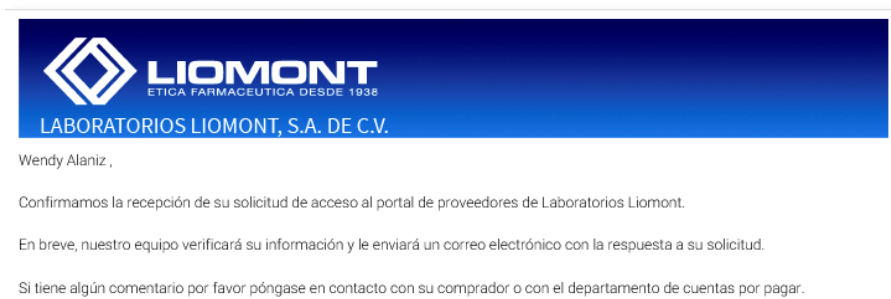 LIOMONT
ETICA FARMACEUTICA DESDE 1938
LABORATORIOS LIOMONT, S.A. DE C.V.
Wendy Alaniz ,
Confirmamos la recepción de su solicitud de acceso al portal de proveedores de Laboratorios Liomont.
En breve, nuestro equipo verificará su información y le enviará un correo electrónico con la respuesta a su solicitud.
Si tiene algún comentario por favor póngase en contacto con su comprador o con el departamento de cuentas por pagar.